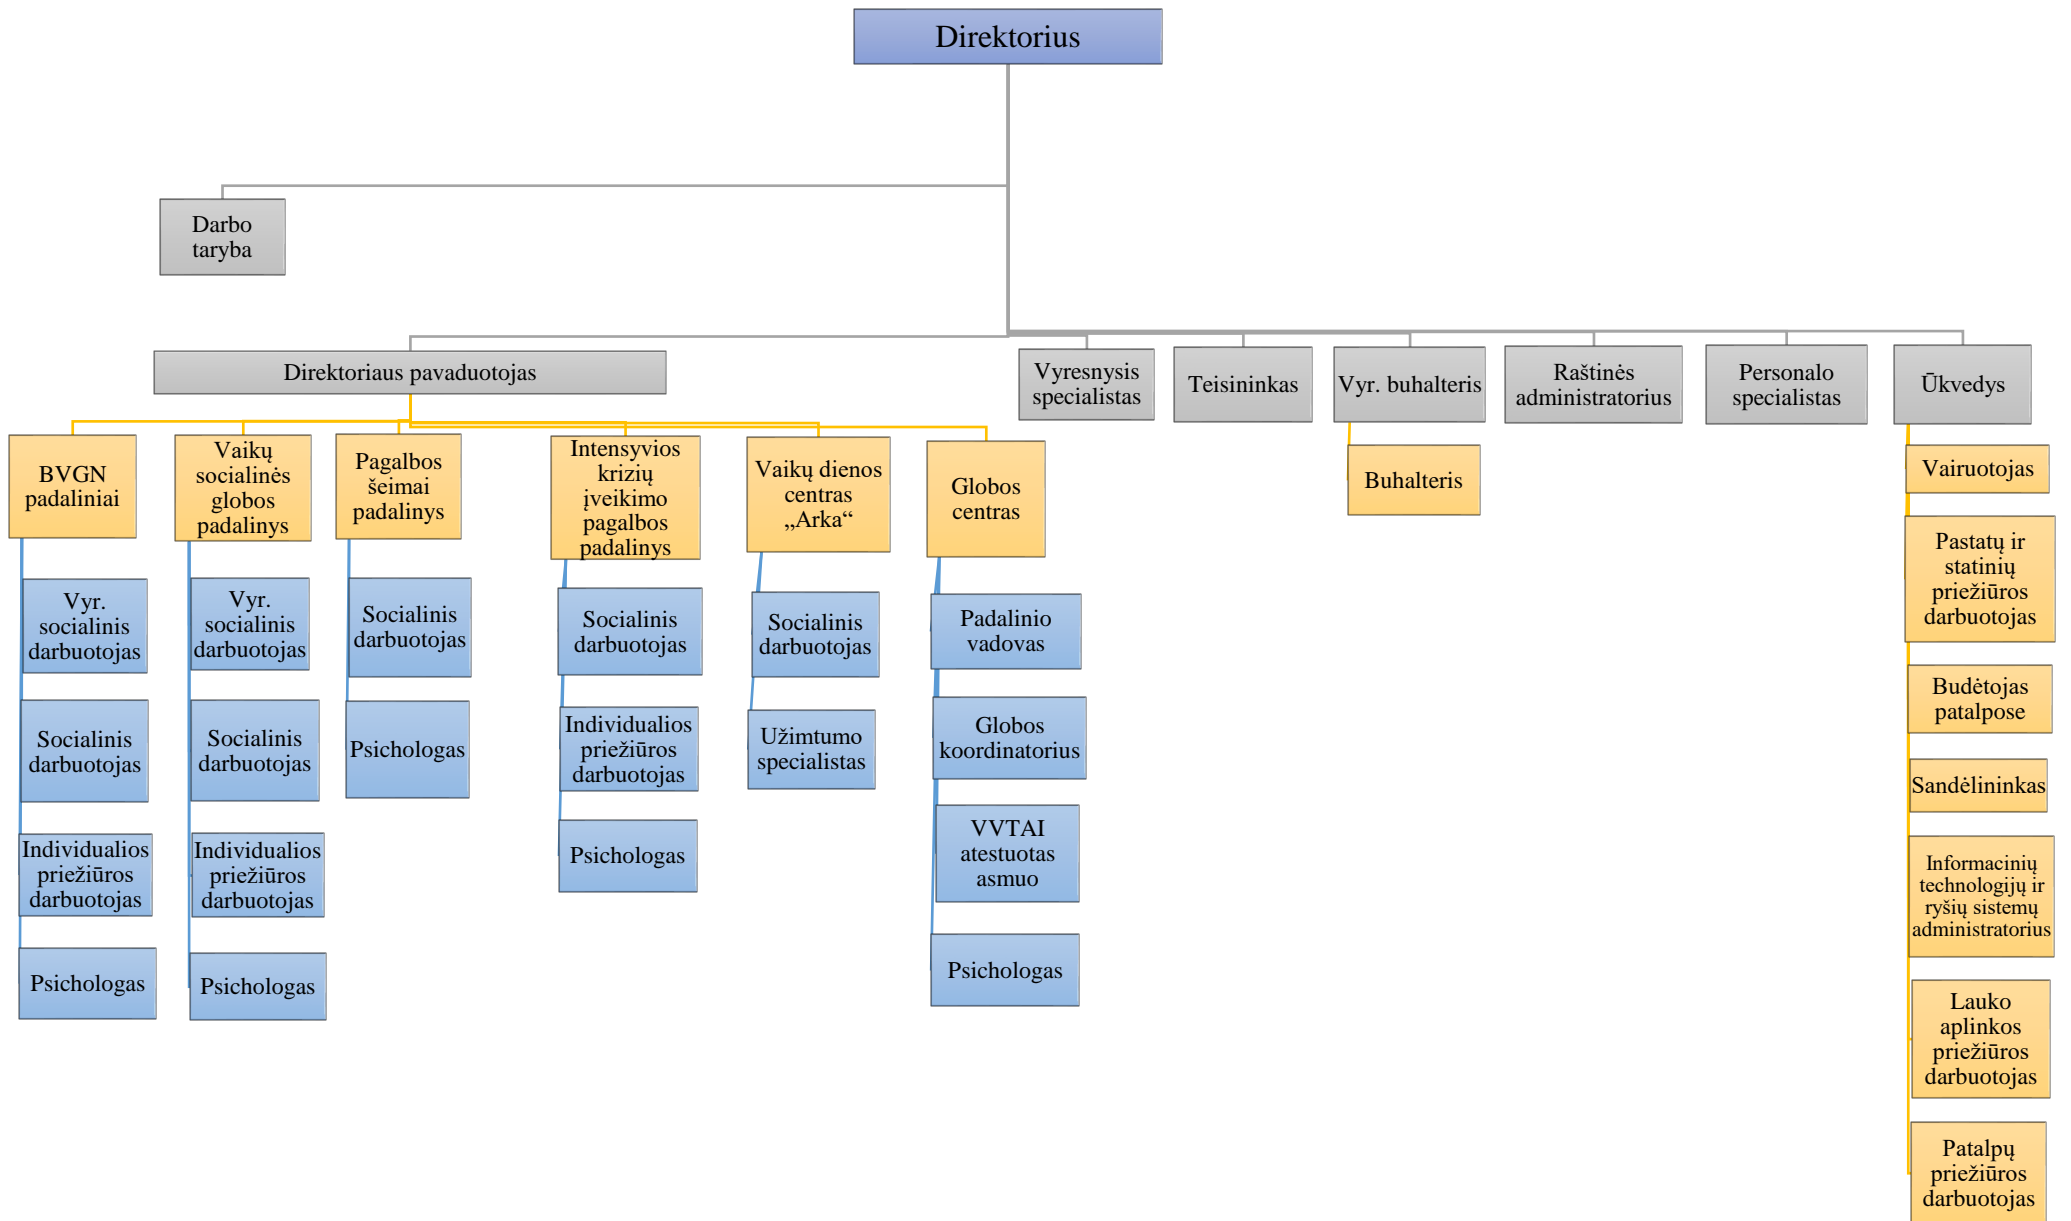 Direktorius
Darbo
taryba
Direktoriaus pavaduotojas
Vyresnysis
specialistas
Teisininkas
Vyr. buhalteris
Raštinės
administratorius
Personalo
specialistas
Ūkvedys
BVGN
padaliniai
Vaikų
socialinės
globos
padalinys
Pagalbos
šeimai
padalinys
Intensyvios
krizių
įveikimo
pagalbos
padalinys
Vaikų dienos
centras
„Arka“
Globos
centras
Buhalteris
Vairuotojas
Vyr.
socialinis
darbuotojas
Socialinis
darbuotojas
Individualios
priežiūros
darbuotojas
Psichologas
Vyr.
socialinis
darbuotojas
Socialinis
darbuotojas
Individualios
priežiūros
darbuotojas
Psichologas
Socialinis
darbuotojas
Psichologas
Socialinis
darbuotojas
Individualios
priežiūros
darbuotojas
Psichologas
Socialinis
darbuotojas
Užimtumo
specialistas
Padalinio
vadovas
Globos
koordinatorius
VVTAI
atestuotas
asmuo
Psichologas
Pastatų ir
statinių
priežiūros
darbuotojas
Budėtojas
patalpose
Sandėlininkas
Informacinių
technologijų ir
ryšių sistemų
administratorius
Lauko
aplinkos
priežiūros
darbuotojas
Patalpų
priežiūros
darbuotojas